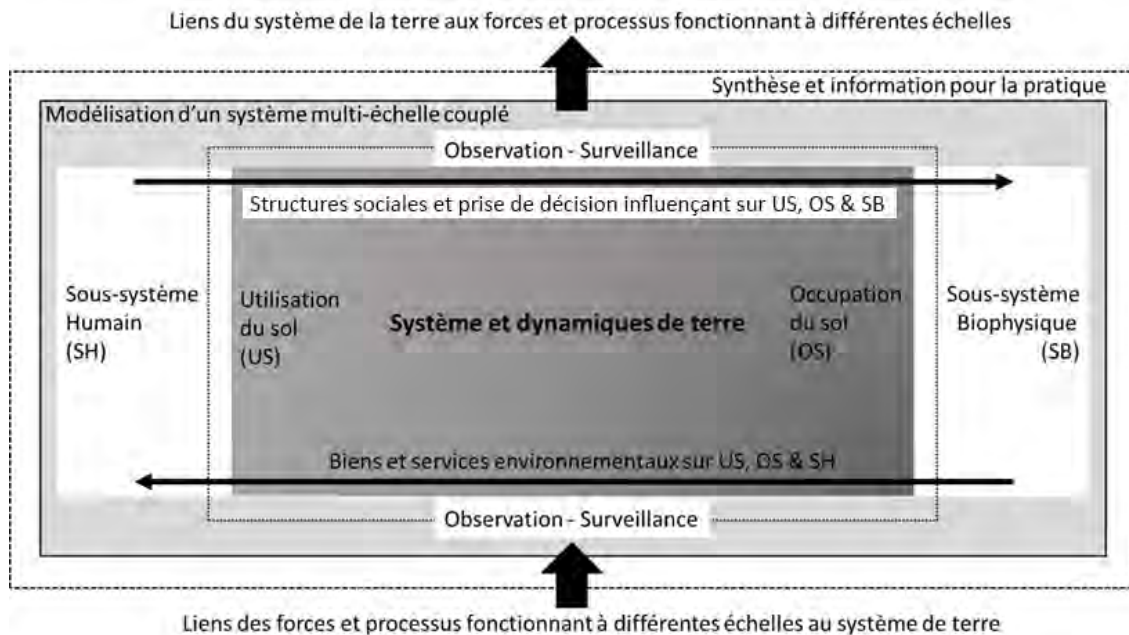 Liens du système de la terre aux forces et processus fonctionnant à différentes échelles
Synthèse et information pour la pratique
Modélisation d'un système multi-échelle couplé
Observation - Surveillance
Structures sociales et prise de décision influençant sur US, OS & SB
Sous-système
Humain
(SH)
Utilisation
du sol
(US)
Système et dynamiques de terre
Occupation
du sol
(OS)
Sous-système
Biophysique
(SB)
Biens et services environnementaux sur US, OS & SH
Observation - Surveillance
Liens des forces et processus fonctionnant à différentes échelles au système de terre